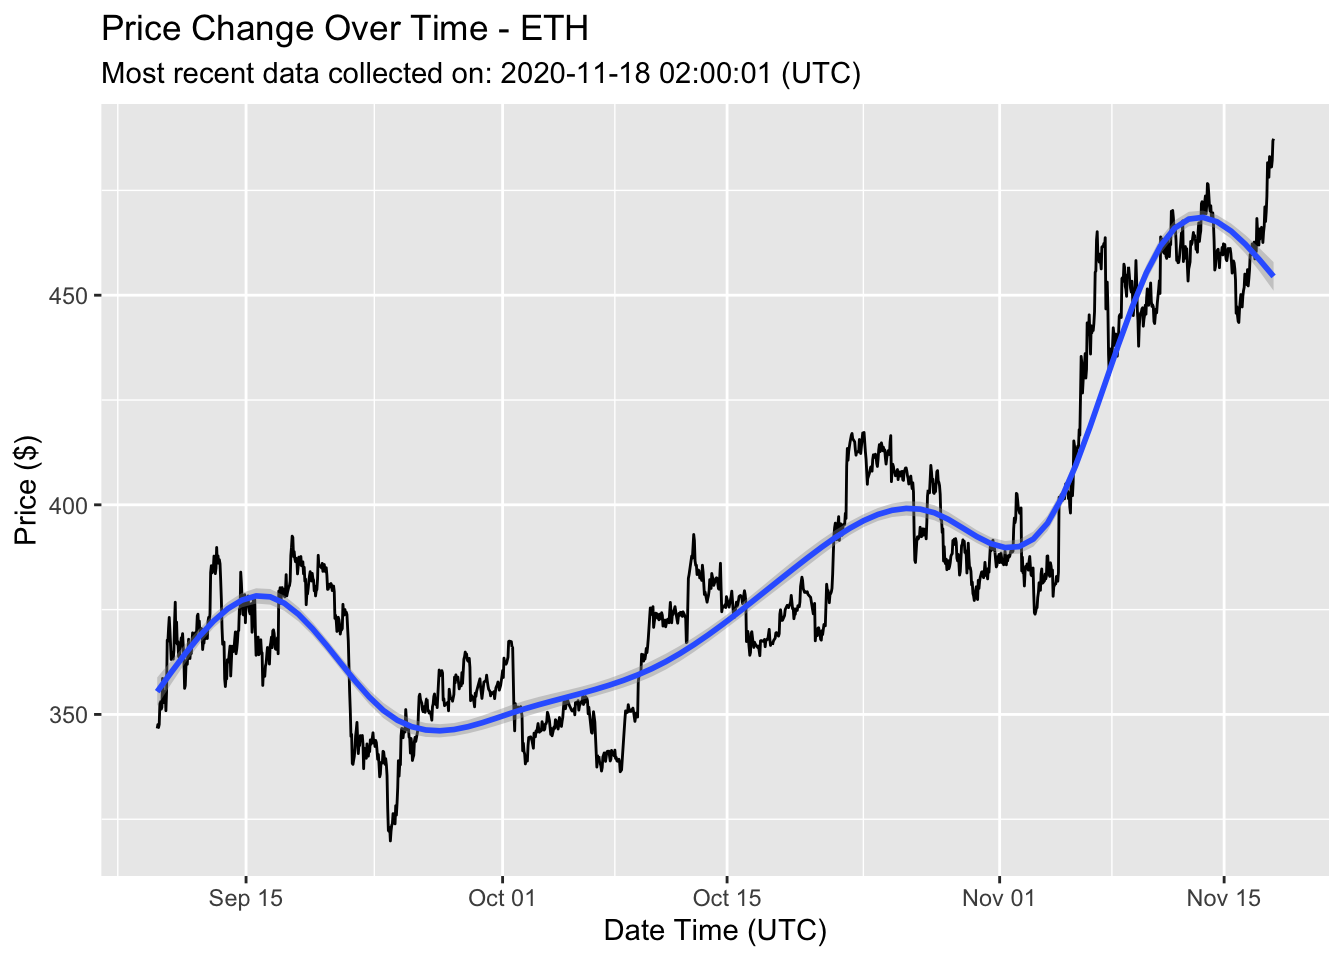 Price Change Over Time - ETH
Most recent data collected on: 2020-11-18 02:00:01 (UTC)
Price ($)
450
400
350
Sep 15
Oct 01
Oct 15
Nov 01
Nov 15
Date Time (UTC)